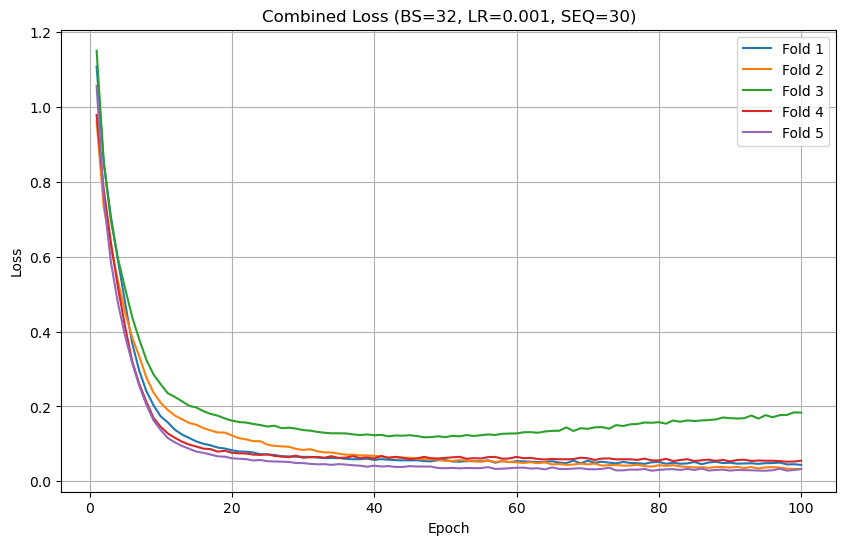 Combined Loss (BS=32, LR=0.001, SEQ=30)
Loss
1.2
1.0
0.8
0.6
0.4
0.2
0.0
Fold 1
Fold 2
Fold 3
Fold 4
Fold 5
0 20 40 60 80 100
Epoch